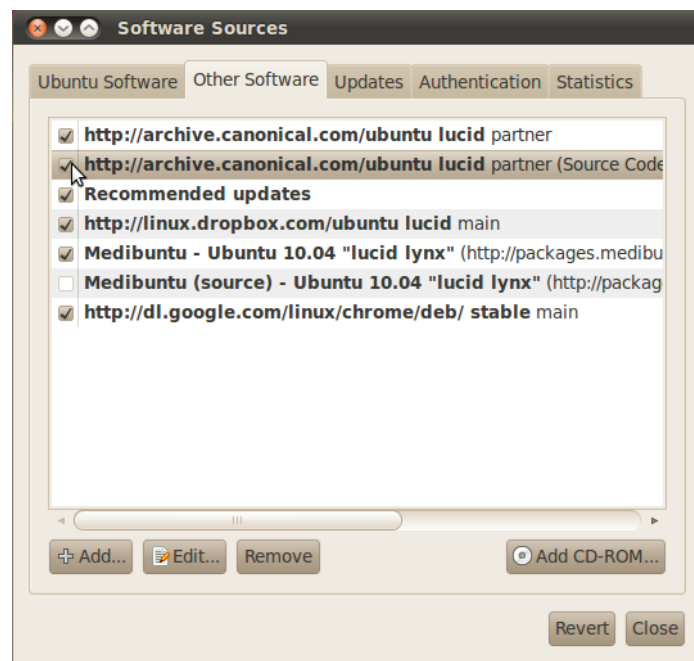 Software Sources
Ubuntu Software Other Software Updates Authentication Statistics
http://archive.canonical.com/ubuntu lucid partner
http://archive.canonical.com/ubuntu lucid partner (Source Code
Recommended updates
http://linux.dropbox.com/ubuntu lucid main
Medibuntu - Ubuntu 10.04 "lucid lynx" (http://packages.medibu
Medibuntu (source) - Ubuntu 10.04 "lucid lynx" (http://packag
http://dl.google.com/linux/chrome/deb/ stable main
Add... Edit... Remove Add CD-ROM...
Revert Close